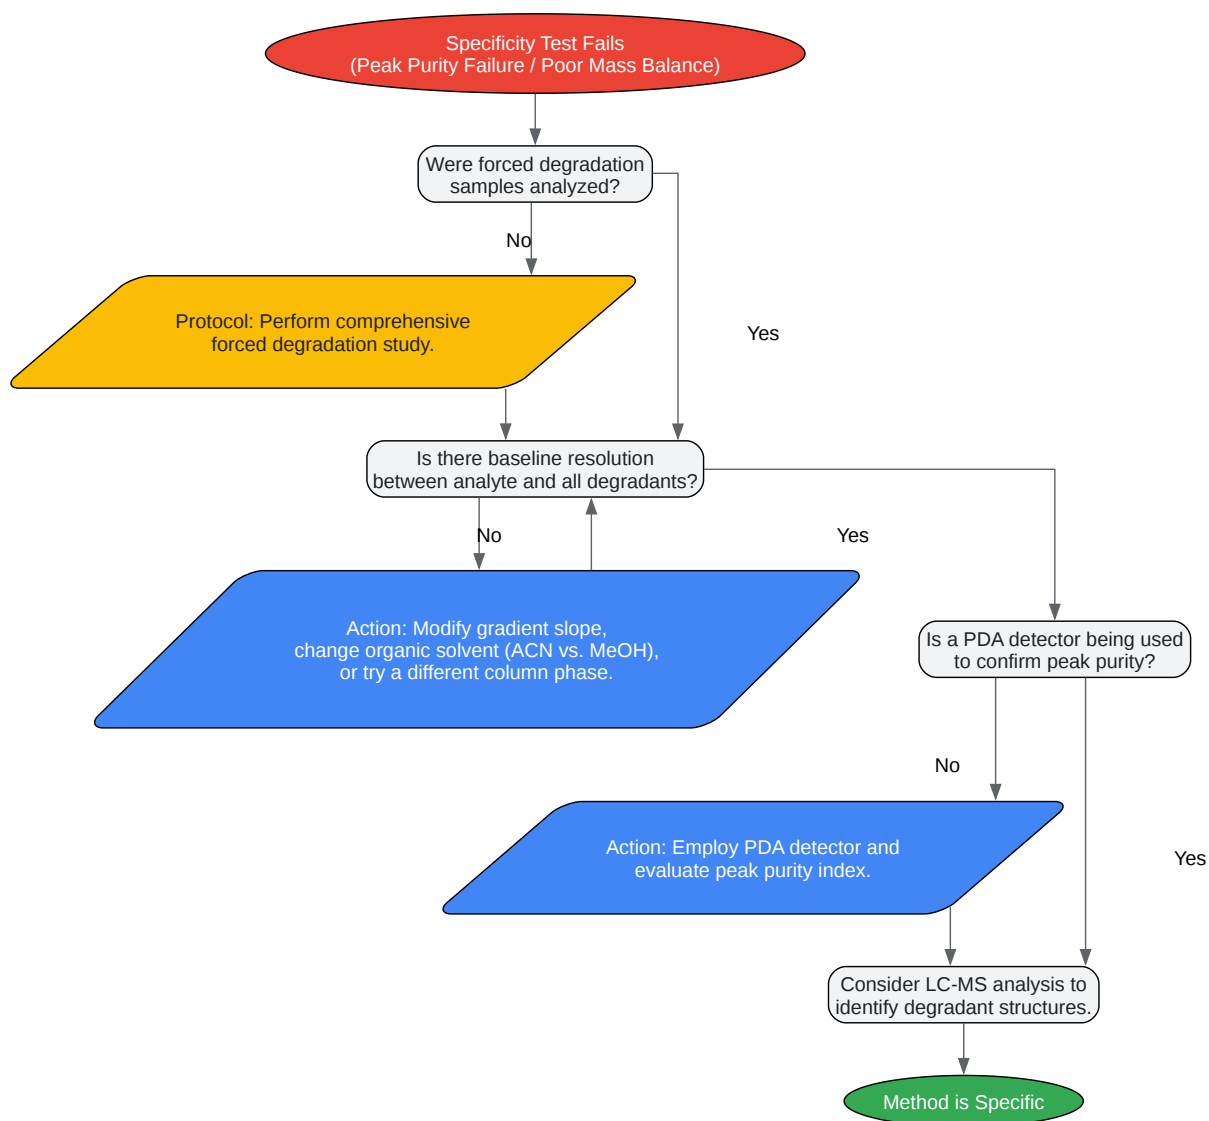 Specificity Test Fails
(Peak Purity Failure / Poor Mass Balance)
Were forced degradation
samples analyzed?
No
Protocol: Perform comprehensive
forced degradation study.
Yes
Is there baseline resolution
between analyte and all degradants?
No
Yes
Action: Modify gradient slope,
change organic solvent (ACN vs. MeOH),
or try a different column phase.
Is a PDA detector being used
to confirm peak purity?
No
Action: Employ PDA detector and
evaluate peak purity index.
Yes
Consider LC-MS analysis to
identify degradant structures.
Method is Specific